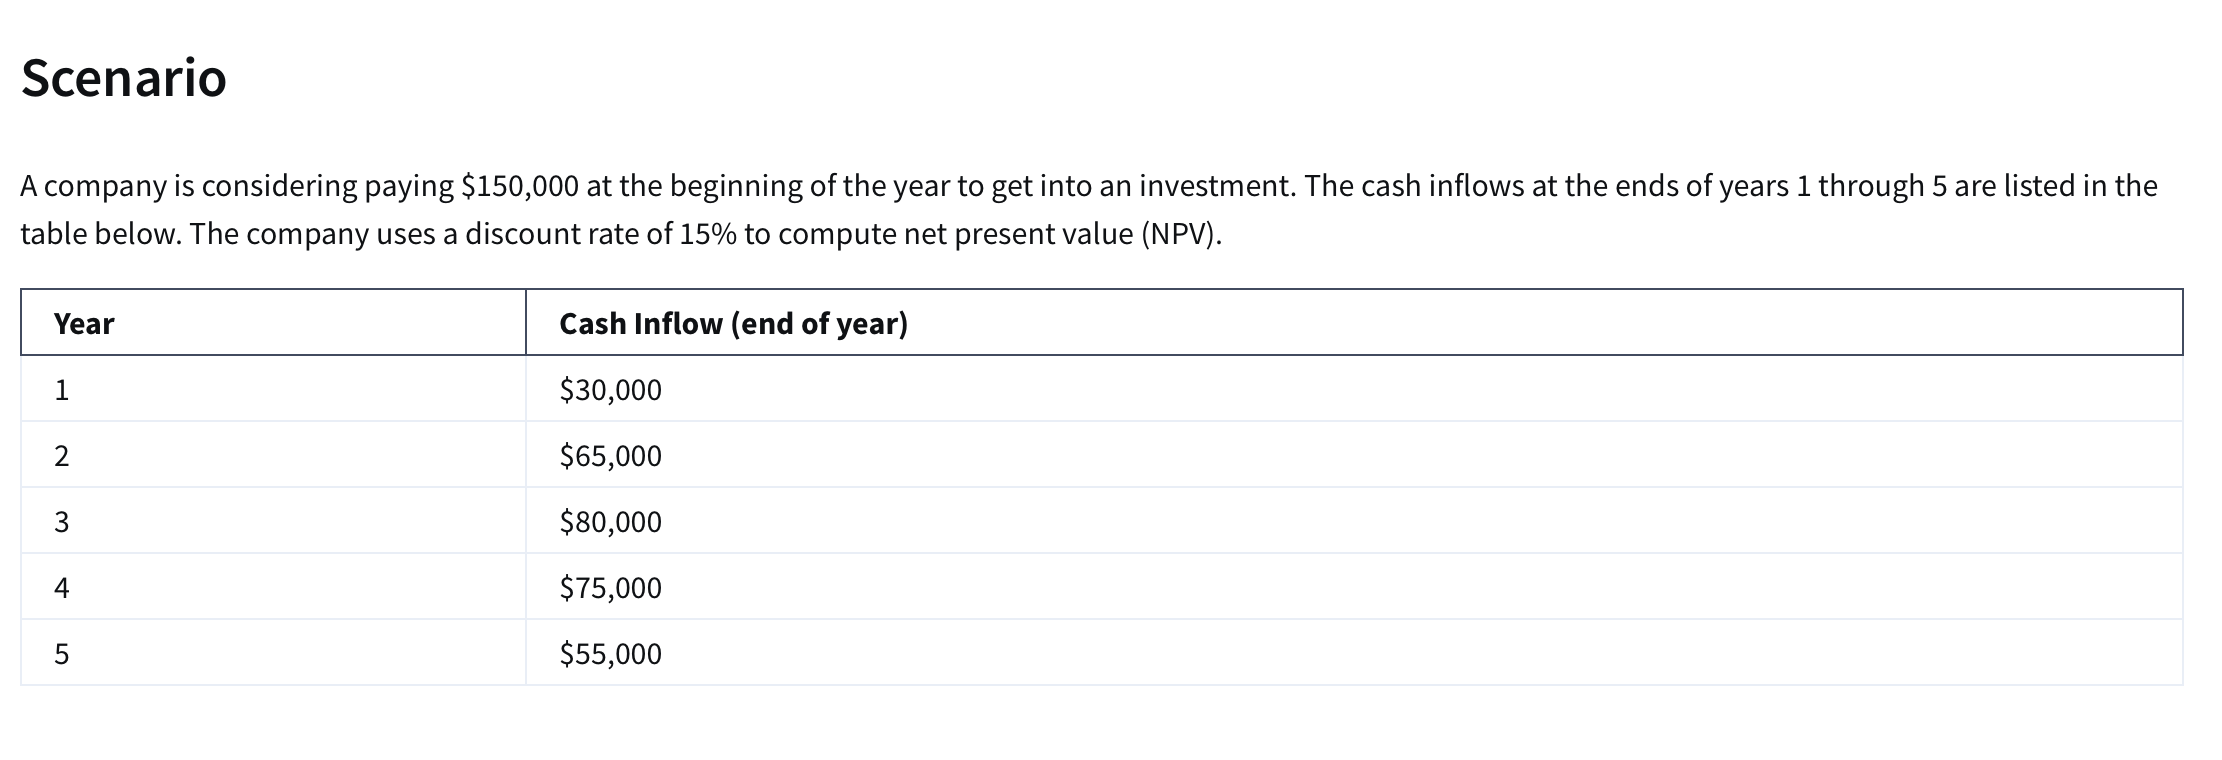 Scenario
A company is considering paying $150,000 at the beginning of the year to get into an investment. The cash inflows at the ends of years 1 through 5 are listed in the
table below. The company uses a discount rate of 15% to compute net present value (NPV).
Year Cash Inflow (end of year)
1 $30,000
2 $65,000
3 $80,000
4 $75,000
5 $55,000